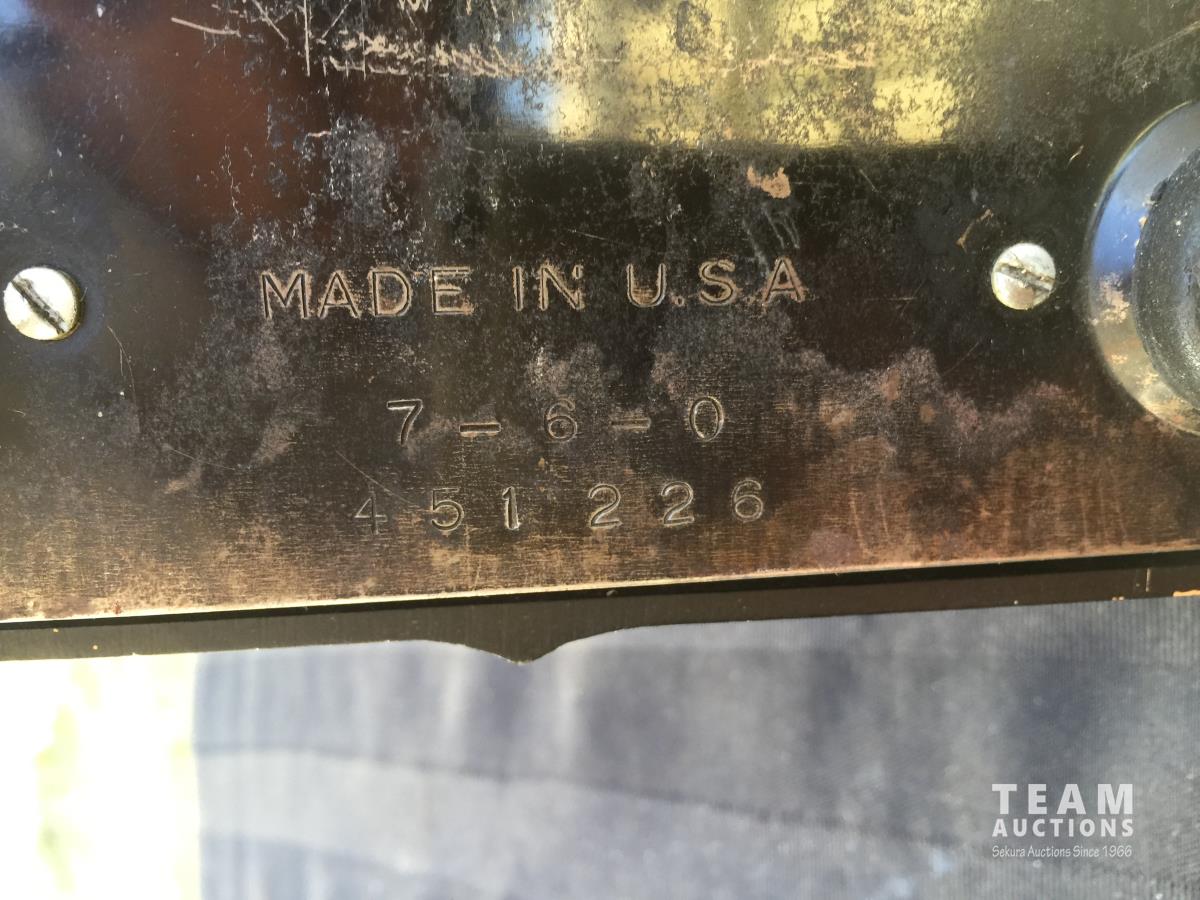 MADE IN U.S.A
7-6-0
451226
TEAM
AUCTIONS
Sekura Auctions Since 1966